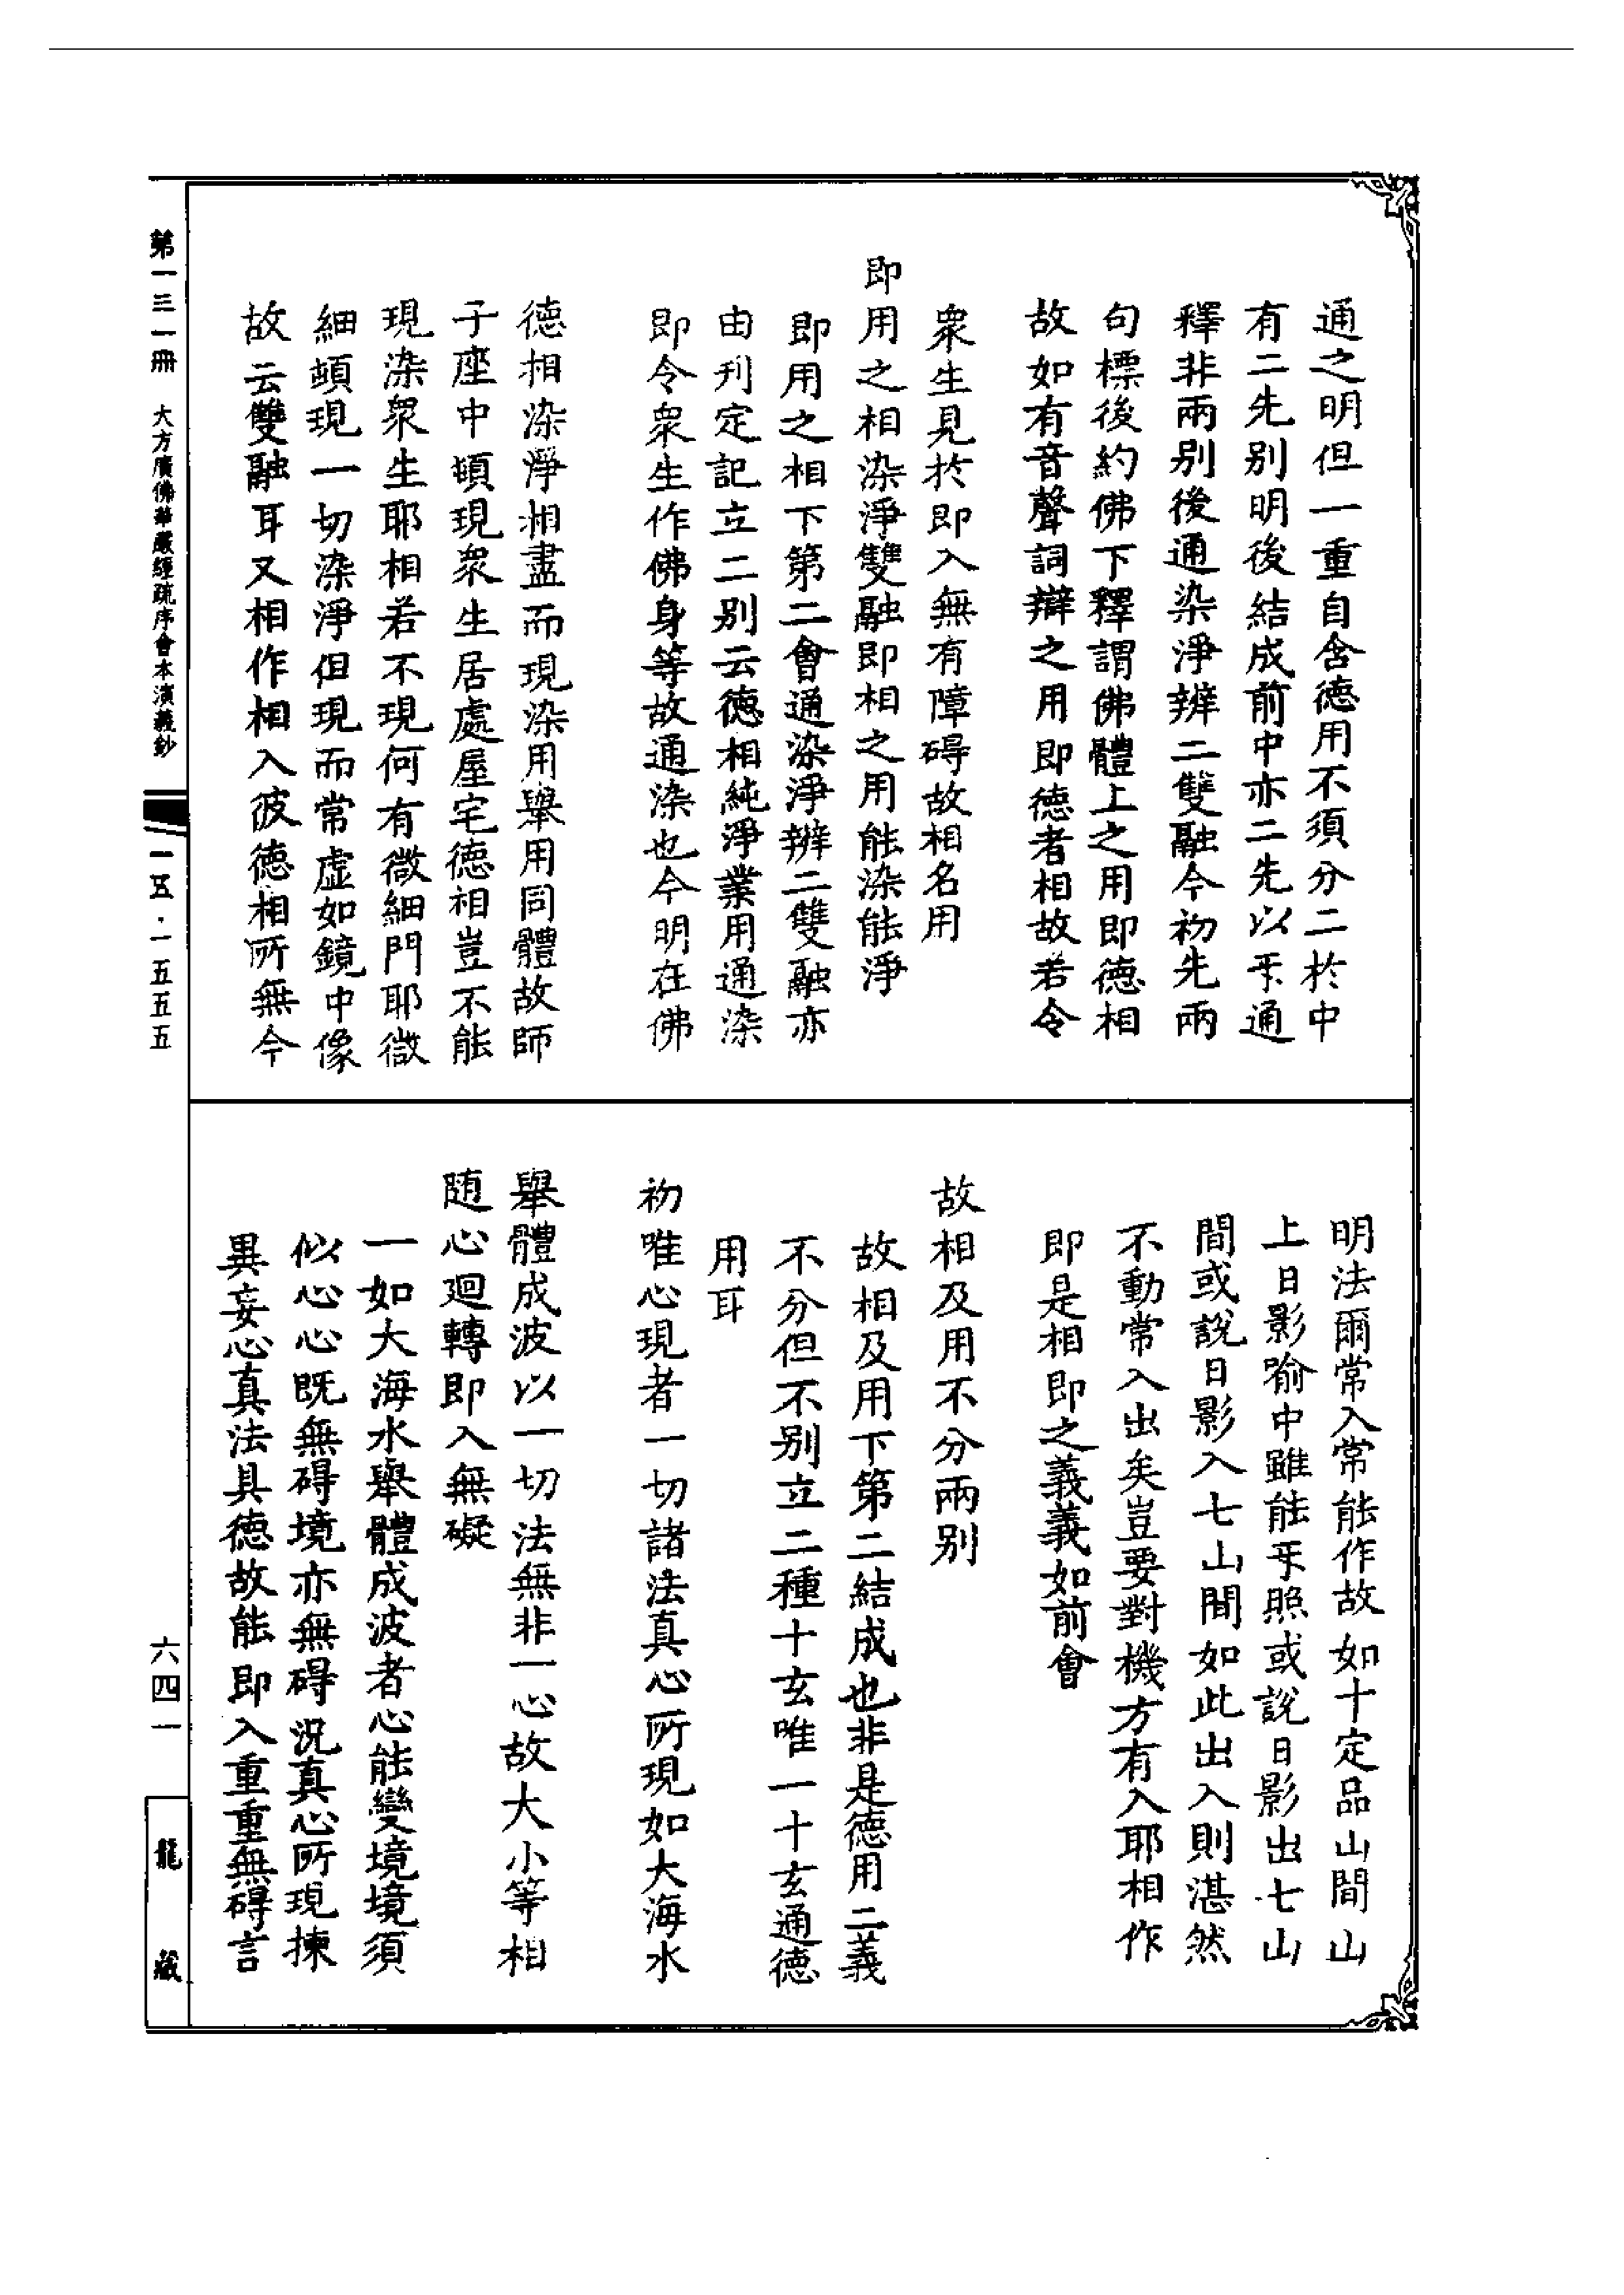 通之明但一重自含德用不須分二於中
有二先别明後結成前中亦二先以㸦通
釋非兩别後通染淨辨二雙融今初先兩
句標後約佛下釋謂佛體上之用即德相
故如有音聲詞辯之用即德者相故若令
衆生見於即入無有障碍故相名用
即用之相染淨雙融即相之用能染能淨
即用之相下第二會通染淨辨二雙融亦
由刋定記立二别云德相純淨業用通染
即令衆生作佛身等故通染也今明在佛
德相染淨相盡而現染用舉用同體故師
子座中頓現衆生居處屋宅德相豈不能
現染衆生耶相若不現何有微細門耶微
細頓現一切染淨但現而常虛如鏡中像
故云雙融耳又相作相入彼德相所無今
明法爾常入常能作故如十定品山間山
上日影喻中雖能㸦照或說日影出七山
間或說日影入七山間如此出入則湛然
不動常入出矣豈要對機方有入耶相作
即是相即之義義如前會
故相及用不分兩别
故相及用下第二結成也非是德用二義
不分但不别立二種十玄唯一十玄通德
用耳
初唯心現者一切諸法真心所現如大海水
舉體成波以一切法無非一心故大小等相
随心迴轉即入無礙
一如大海水舉體成波者心能變境境須
似心心既無碍境亦無碍況真心所現揀
異妄心真法具德故能即入重重無碍言
第一三一冊 大方廣佛華嚴經疏序會本演義鈔
一五·一五五五
六四一
龍藏